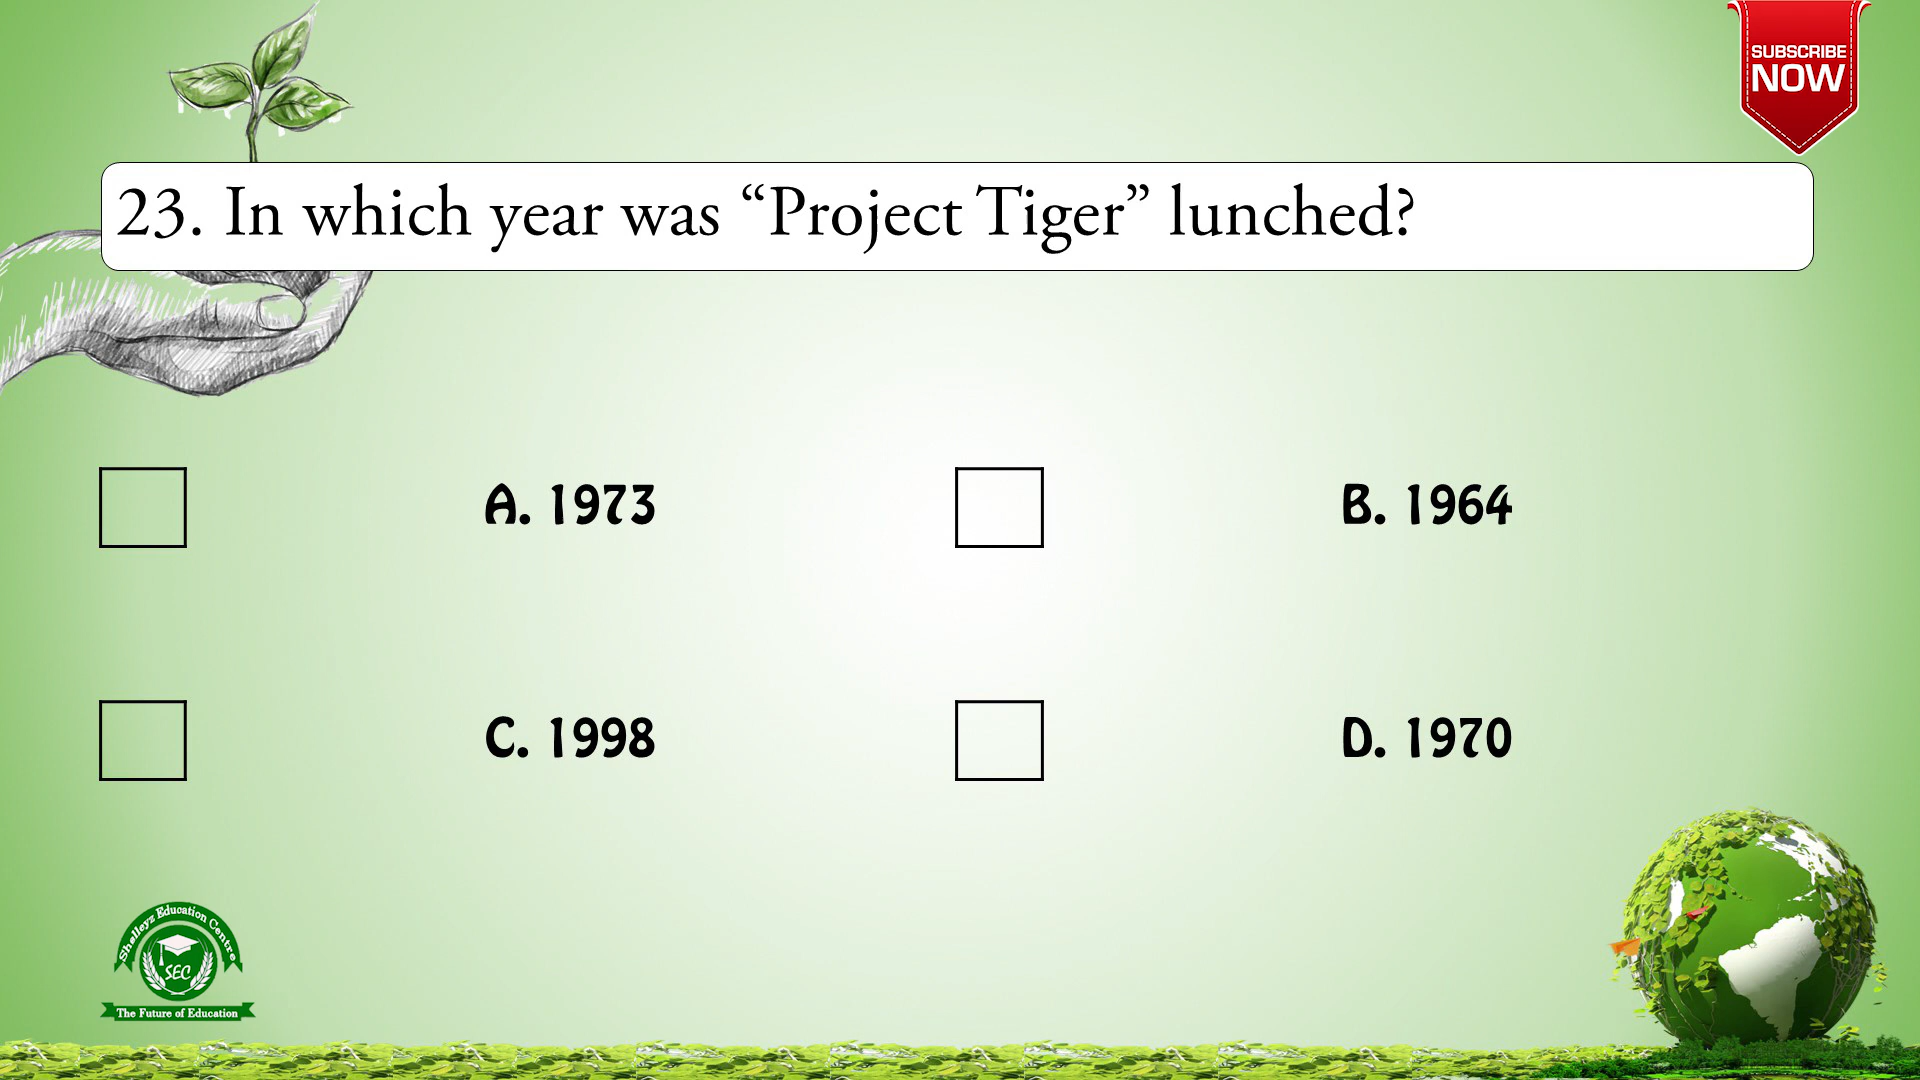 SUBSCRIBE
NOW
23. In which year was “Project Tiger” lunched?
A. 1973
B. 1964
C. 1998
D. 1970
Shelleyz Education Centre
SEC
The Future of Education